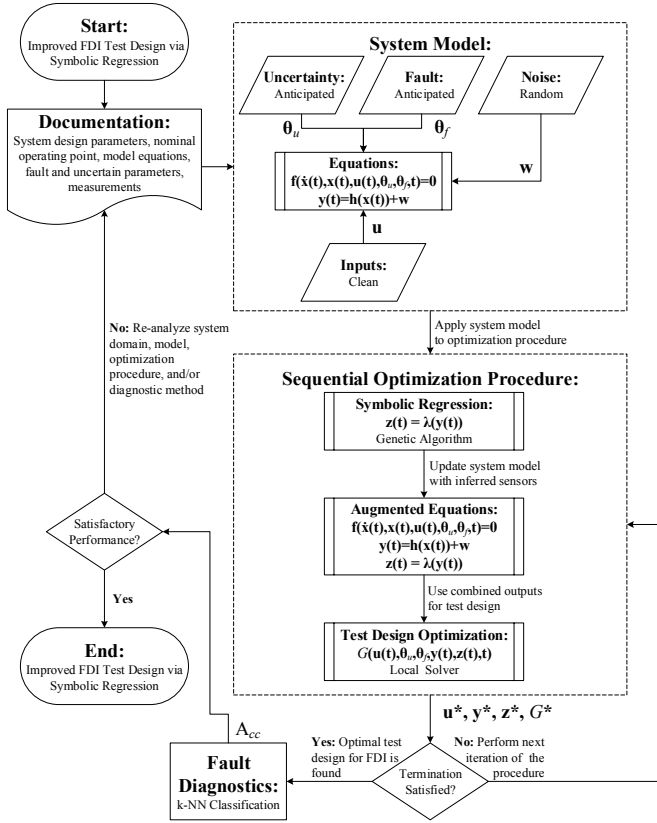 Start:
Improved FDI Test Design via
Symbolic Regression
Documentation:
System design parameters, nominal
operating point, model equations,
fault and uncertain parameters,
measurements
System Model:
Uncertainty:
Anticipated
Fault:
Anticipated
Noise:
Random
θu
θf
Equations:
f(ẋ(t),x(t),u(t),θu,θf,t)=0
y(t)=h(x(t))+w
w
u
Inputs:
Clean
Apply system model
to optimization procedure
No: Re-analyze system
domain, model,
optimization
procedure, and/or
diagnostic method
Sequential Optimization Procedure:
Symbolic Regression:
z(t) = λ(y(t))
Genetic Algorithm
Update system model
with inferred sensors
Augmented Equations:
f(ẋ(t),x(t),u(t),θu,θf,t)=0
y(t)=h(x(t))+w
z(t) = λ(y(t))
Use combined outputs
for test design
Test Design Optimization:
G(u(t),θu,θf,y(t),z(t),t)
Local Solver
Satisfactory
Performance?
Yes
End:
Improved FDI Test Design via
Symbolic Regression
u*, y*, z*, G*
Acc
Yes: Optimal test
design for FDI is
found
No: Perform next
iteration of the
procedure
Termination
Satisfied?
Fault
Diagnostics:
k-NN Classification